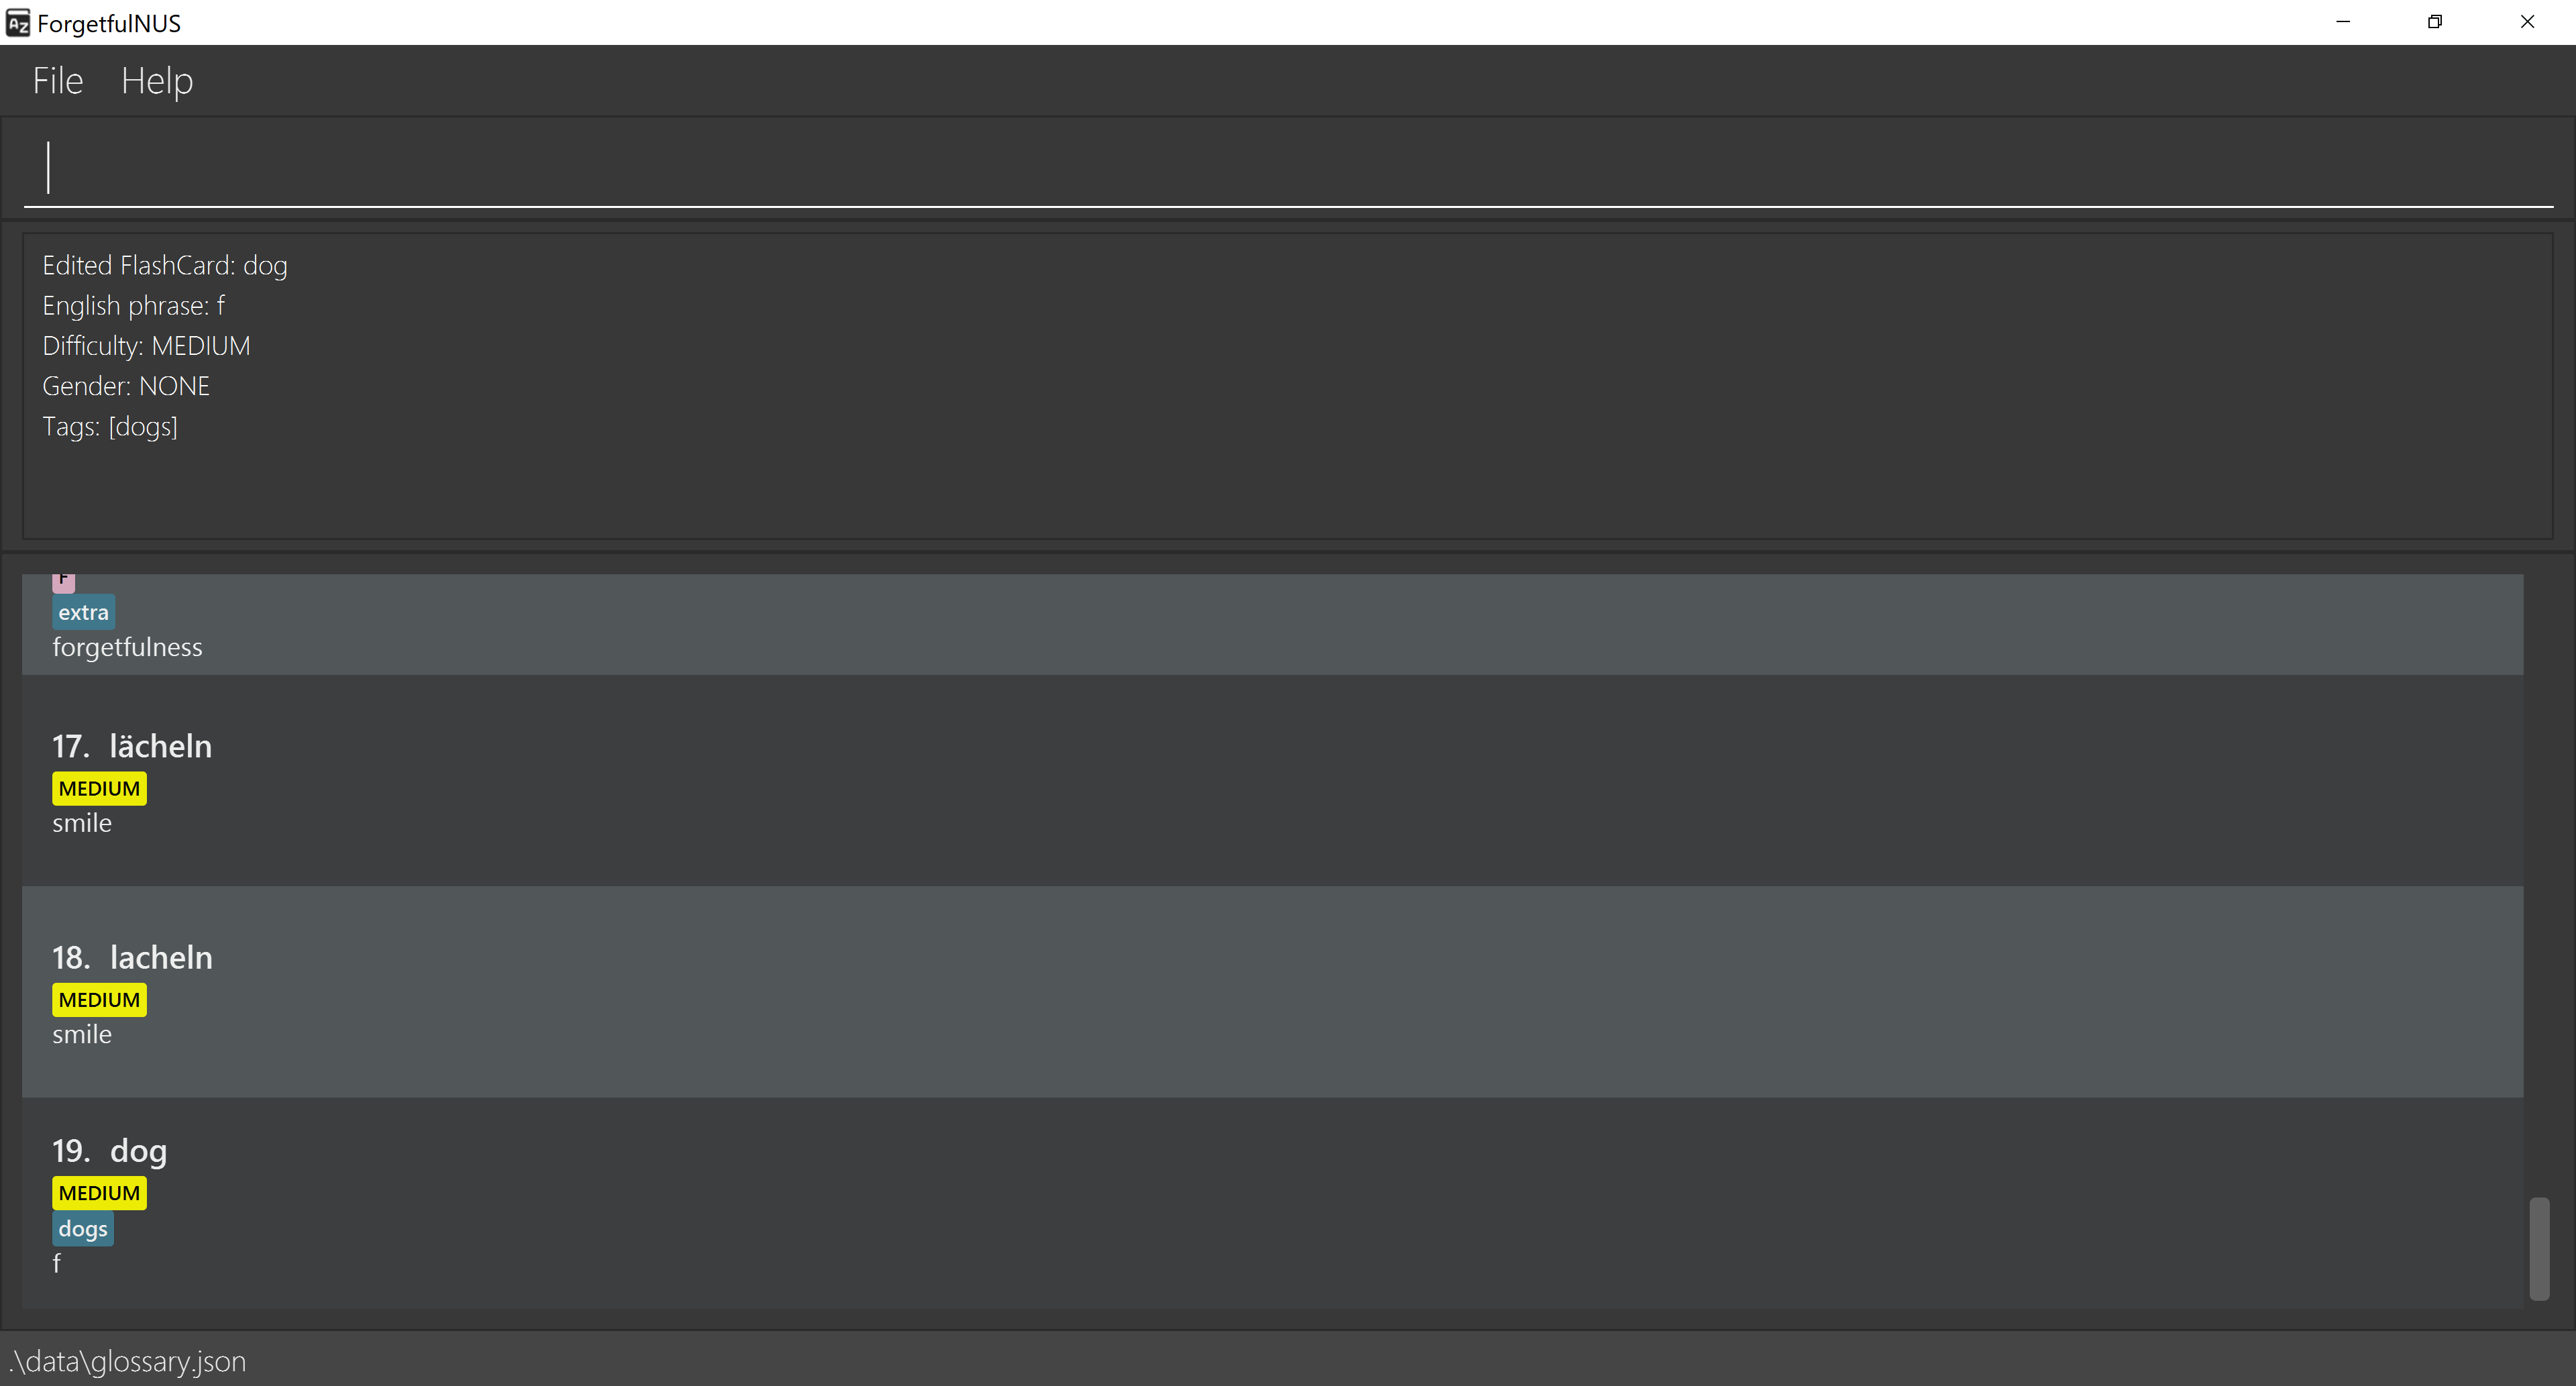 ForgetfulNUS
File Help
Edited FlashCard: dog
English phrase: f
Difficulty: MEDIUM
Gender: NONE
Tags: [dogs]
F
extra
forgetfulness
17. lächeln
MEDIUM
smile
18. lacheln
MEDIUM
smile
19. dog
MEDIUM
dogs
f
.\data\glossary.json